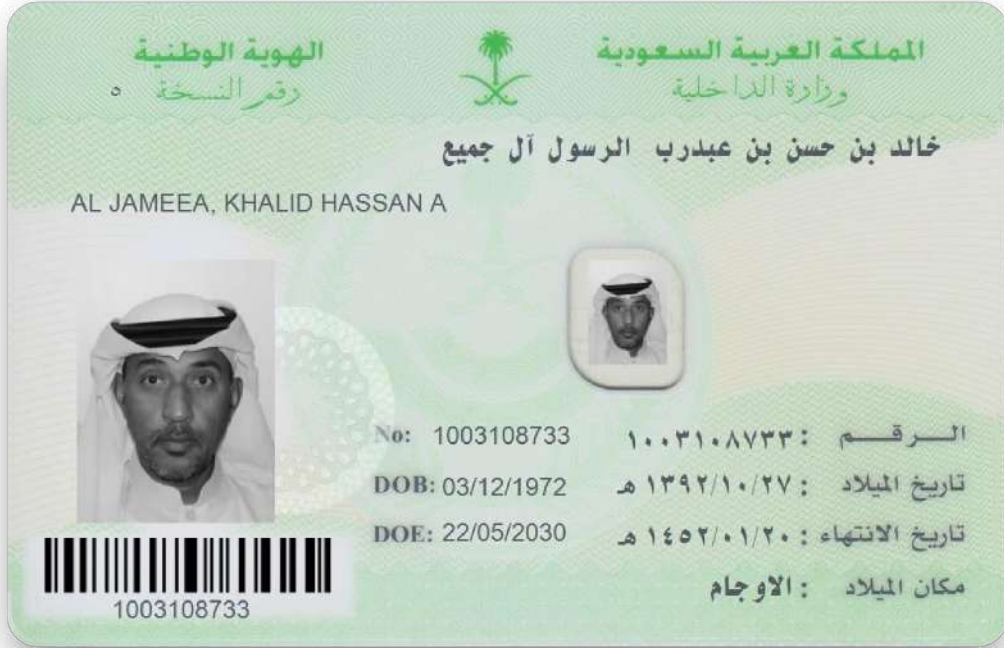 المملكة العربية السعودية
وزارة الداخلية
الهوية الوطنية
رقم النسخة ٥
خالد بن حسن بن عبدرب الرسول آل جميع
AL JAMEEA, KHALID HASSAN A
الـــرقــــم : ١٠٠٣١٠٨٧٣٣ No: 1003108733
تاريخ الميلاد : ١٣٩٢/١٠/٢٧ هـ DOB: 03/12/1972
تاريخ الانتهاء : ١٤٥٢/٠١/٢٠ هـ DOE: 22/05/2030
مكان الميلاد : الاوجام
1003108733